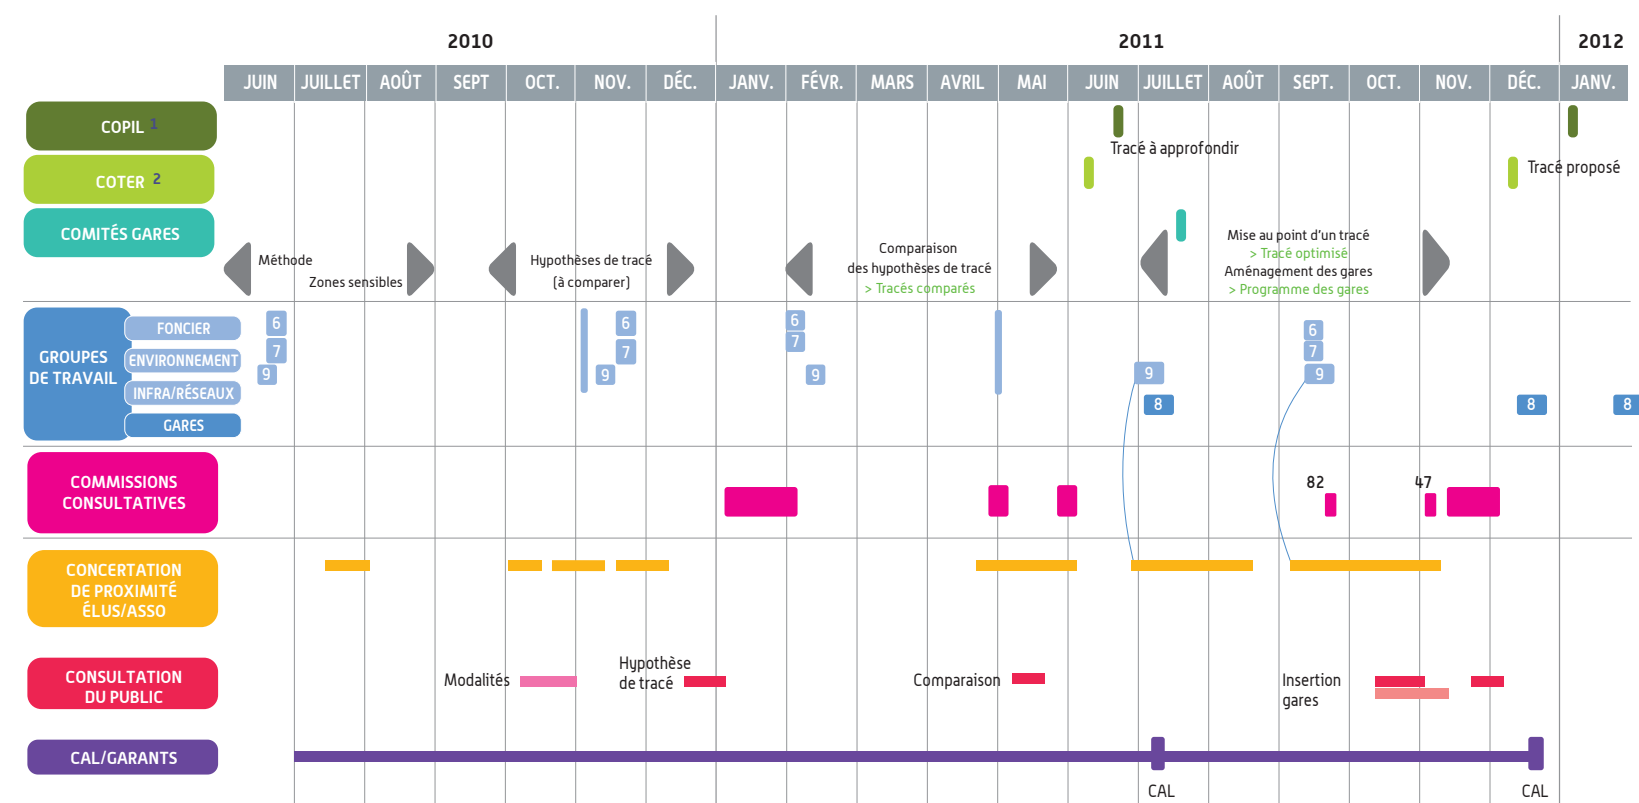 2010
2011
2012
JUIN
JUILLET
AOÛT
SEPT
OCT.
NOV.
DÉC.
JANV.
FÉVR.
MARS
AVRIL
MAI
JUIN
JUILLET
AOÛT
SEPT.
OCT.
NOV.
DÉC.
JANV.
COPIL 1
Tracé à approfondir
COTER 2
Tracé proposé
COMITÉS GARES
Méthode
Zones sensibles
Hypothèses de tracé
(à comparer)
Comparaison
des hypothèses de tracé
> Tracés comparés
Mise au point d'un tracé
> Tracé optimisé
Aménagement des gares
> Programme des gares
GROUPES
DE TRAVAIL
FONCIER
ENVIRONNEMENT
INFRA/RÉSEAUX
GARES
6
7
9
6
7
9
6
7
9
9
8
6
7
9
8
8
COMMISSIONS
CONSULTATIVES
82
47
CONCERTATION
DE PROXIMITÉ
ÉLUS/ASSO
CONSULTATION
DU PUBLIC
Modalités
Hypothèse
de tracé
Comparaison
Insertion
gares
CAL/GARANTS
CAL
CAL